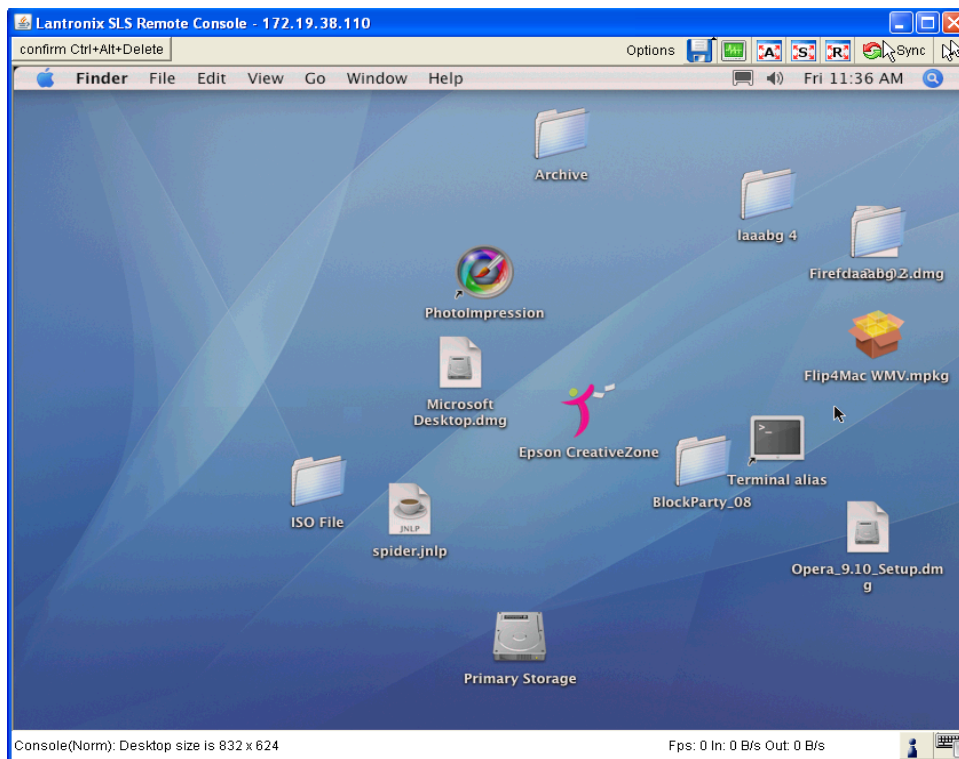 Lantronix SLS Remote Console - 172.19.38.110
confirm Ctrl+Alt+Delete
Options
A
S
R
Sync
Finder File Edit View Go Window Help
Fri 11:36 AM
Archive
laaabg 4
PhotoImpression
Flip4Mac WMV.mpkg
Microsoft
Desktop.dmg
Epson CreativeZone
>_
Terminal alias
BlockParty_08
ISO File
JNLP
spider.jnlp
Opera_9.10_Setup.dm
g
Primary Storage
Console(Norm): Desktop size is 832 x 624
Fps: 0 In: 0 B/s Out: 0 B/s